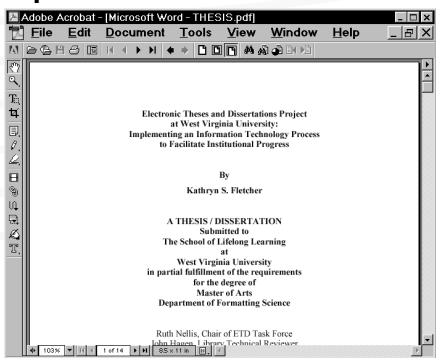 Adobe Acrobat - [Microsoft Word - THESIS.pdf]
File Edit Document Tools View Window Help
Electronic Theses and Dissertations Project
at West Virginia University:
Implementing an Information Technology Process
to Facilitate Institutional Progress
By
Kathryn S. Fletcher
A THESIS / DISSERTATION
Submitted to
The School of Lifelong Learning
at
West Virginia University
in partial fulfillment of the requirements
for the degree of
Master of Arts
Department of Formatting Science
Ruth Nellis, Chair of ETD Task Force
John Hagen, Library Technical Reviewer
103% 1 of 14 8.5 x 11 in